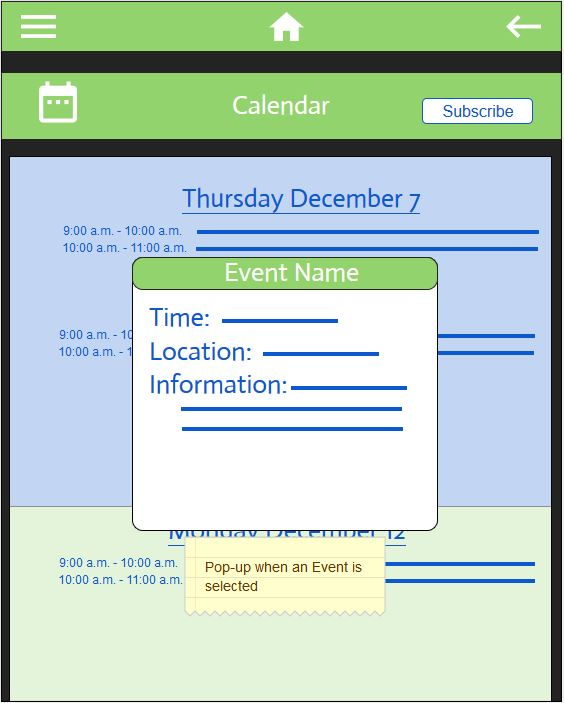 Calendar
Subscribe
Thursday December 7
9:00 a.m. - 10:00 a.m.
10:00 a.m. - 11:00 a.m.
Event Name
Time:
Location:
Information:
9:00 a.m. - 10
10:00 a.m. - 1
Monday December 12
9:00 a.m. - 10:00 a.m.
10:00 a.m. - 11:00 a.m.
Pop-up when an Event is
selected